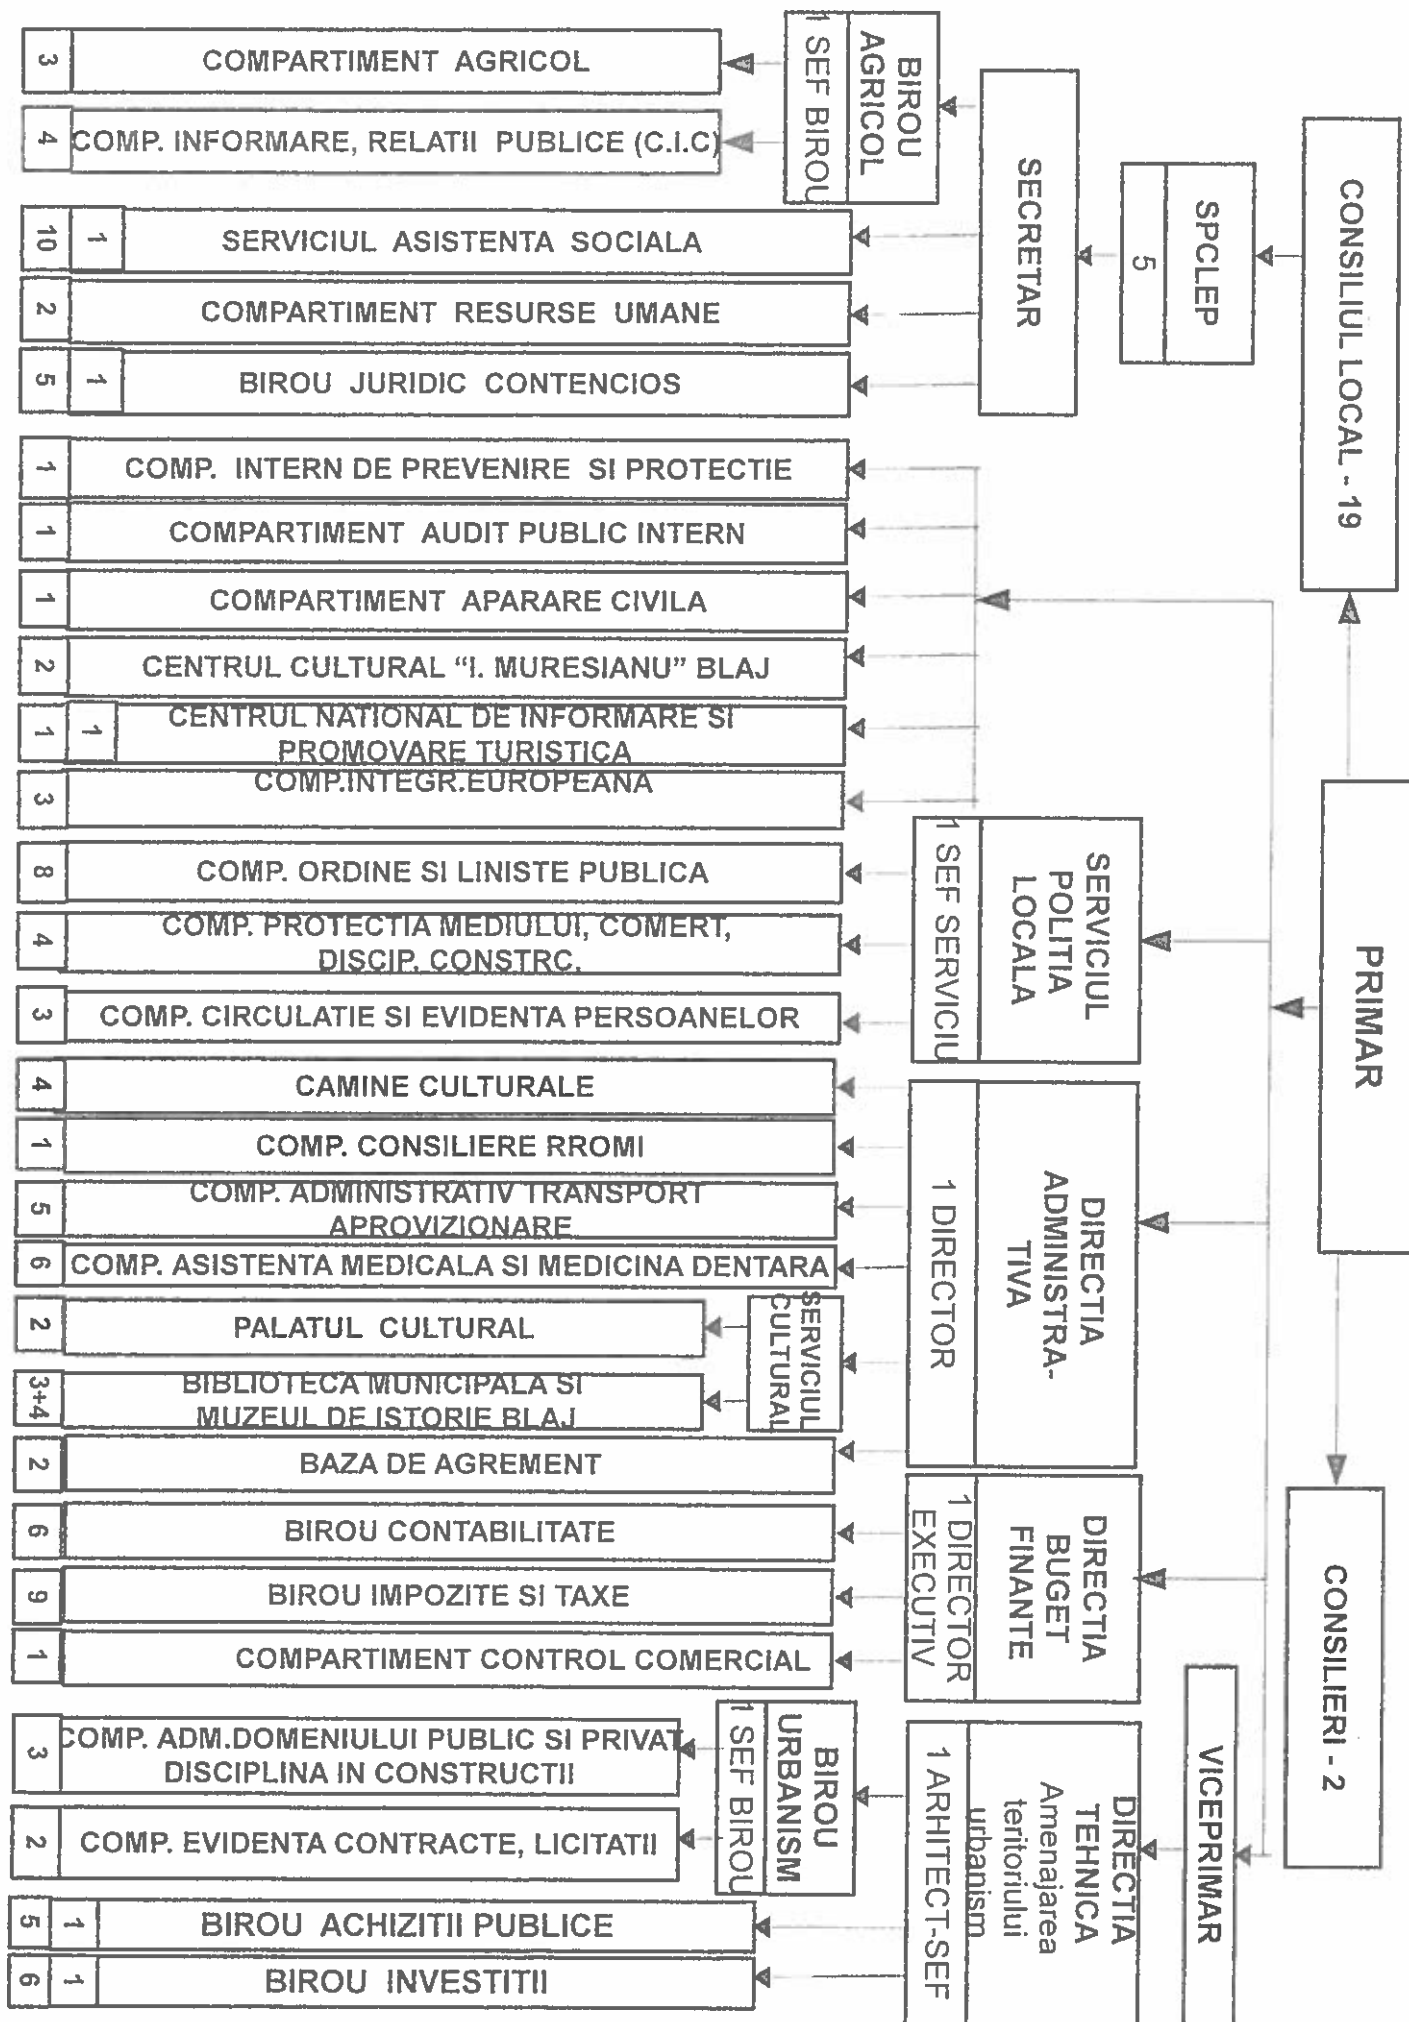 PRIMAR
CONSILIUL LOCAL - 19
CONSILIERI - 2
VICEPRIMAR
SPCLEP
5
SECRETAR
BIROU
AGRICOL
1 SEF BIROU
COMPARTIMENT AGRICOL
3
COMP. INFORMARE, RELATII PUBLICE (C.I.C)
4
SERVICIUL ASISTENTA SOCIALA
1
10
COMPARTIMENT RESURSE UMANE
2
BIROU JURIDIC CONTENCIOS
1
5
COMP. INTERN DE PREVENIRE SI PROTECTIE
1
COMPARTIMENT AUDIT PUBLIC INTERN
1
COMPARTIMENT APARARE CIVILA
1
CENTRUL CULTURAL “I. MURESIANU” BLAJ
2
CENTRUL NATIONAL DE INFORMARE SI
PROMOVARE TURISTICA
1
1
COMP.INTEGR.EUROPEANA
3
SERVICIUL
POLITIA
LOCALA
1 SEF SERVICIU
COMP. ORDINE SI LINISTE PUBLICA
8
COMP. PROTECTIA MEDIULUI, COMERT,
DISCIP. CONSTRC.
4
COMP. CIRCULATIE SI EVIDENTA PERSOANELOR
3
DIRECTIA
ADMINISTRA-
TIVA
1 DIRECTOR
CAMINE CULTURALE
4
COMP. CONSILIERE RROMI
1
COMP. ADMINISTRATIV TRANSPORT
APROVIZIONARE
5
COMP. ASISTENTA MEDICALA SI MEDICINA DENTARA
6
SERVICIUL
CULTURAL
PALATUL CULTURAL
2
BIBLIOTECA MUNICIPALA SI
MUZEUL DE ISTORIE BLAJ
3+4
BAZA DE AGREMENT
2
DIRECTIA
BUGET
FINANTE
1 DIRECTOR
EXECUTIV
BIROU CONTABILITATE
6
BIROU IMPOZITE SI TAXE
9
COMPARTIMENT CONTROL COMERCIAL
1
DIRECTIA
TEHNICA
Amenajarea
teritoriului
urbanism
1 ARHITECT-SEF
BIROU
URBANISM
1 SEF BIROU
COMP. ADM.DOMENIULUI PUBLIC SI PRIVAT
DISCIPLINA IN CONSTRUCTII
3
COMP. EVIDENTA CONTRACTE, LICITATII
2
BIROU ACHIZITII PUBLICE
1
5
BIROU INVESTITII
1
6